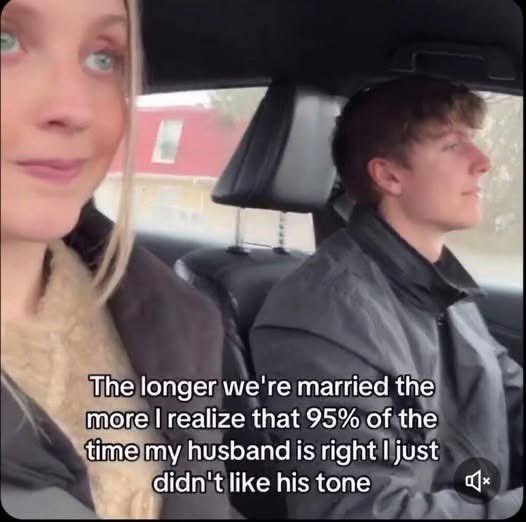 The longer we're married the
more I realize that 95% of the
time my husband is right I just
didn't like his tone